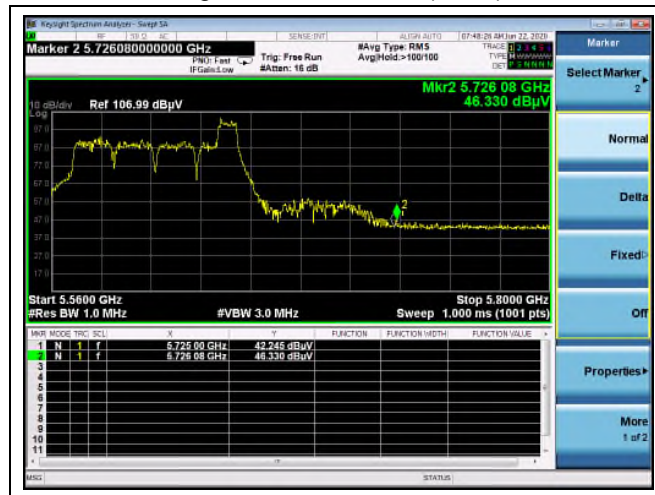 Keysight Spectrum Analyzer - Swept SA
RF 50 Ω AC SENSE:INT ALIGN AUTO 07:48:26 AM Jun 22, 2020
Marker 2 5.726080000000 GHz
PNO: Fast
IFGain:Low
Trig: Free Run
#Atten: 16 dB
#Avg Type: RMS
Avg|Hold:>100/100
TRACE 1 2 3 4 5 6
TYPE
DET
Mkr2 5.726 08 GHz
46.330 dBµV
10 dB/div Ref 106.99 dBµV
Log
97.0
87.0
77.0
67.0
57.0
47.0
37.0
27.0
17.0
2
Start 5.5600 GHz Stop 5.8000 GHz
#Res BW 1.0 MHz #VBW 3.0 MHz Sweep 1.000 ms (1001 pts)
MKR MODE TRC SCL X Y FUNCTION FUNCTION WIDTH FUNCTION VALUE
1 N 1 f 5.725 00 GHz 42.245 dBµV
2 N 1 f 5.726 08 GHz 46.330 dBµV
3
4
5
6
7
8
9
10
11
MSG STATUS
Marker
Select Marker
2
Normal
Delta
Fixed
Off
Properties
More
1 of 2